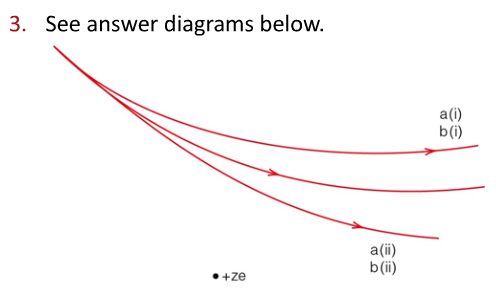 3. See answer diagrams below.
a(i)
b(i)
a(ii)
b(ii)
+ze